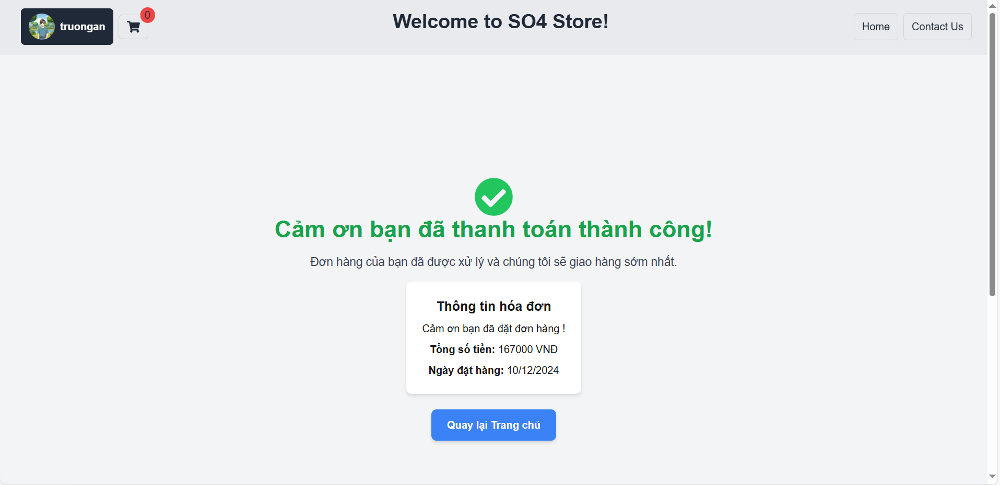 truongan
0
Welcome to SO4 Store!
Home
Contact Us
Cảm ơn bạn đã thanh toán thành công!
Đơn hàng của bạn đã được xử lý và chúng tôi sẽ giao hàng sớm nhất.
Thông tin hóa đơn
Cảm ơn bạn đã đặt đơn hàng !
Tổng số tiền: 167000 VNĐ
Ngày đặt hàng: 10/12/2024
Quay lại Trang chủ